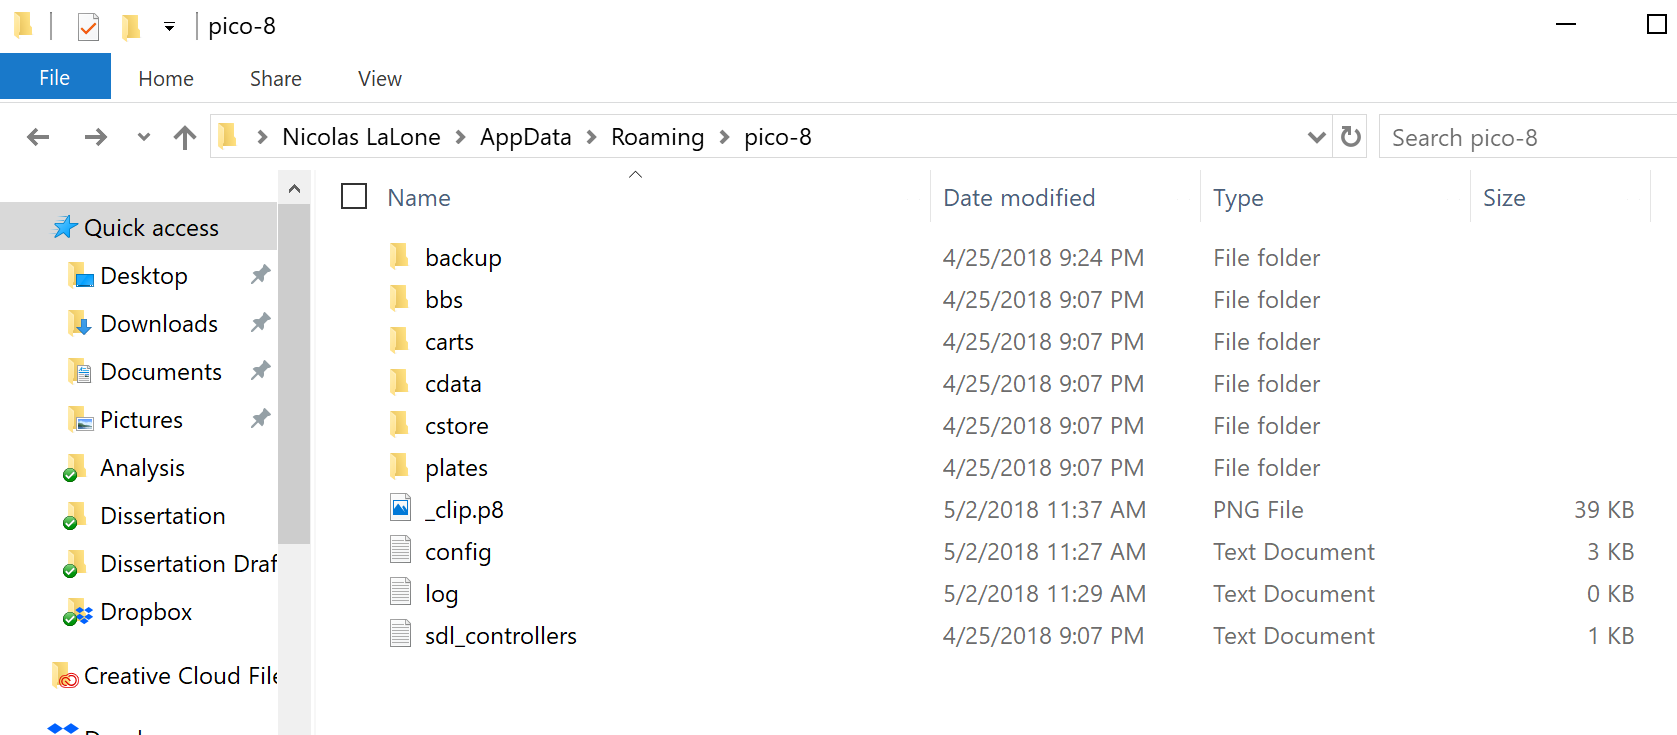 pico-8
File Home Share View
Nicolas LaLone AppData Roaming pico-8 Search pico-8
Name Date modified Type Size
Quick access
Desktop
Downloads
Documents
Pictures
Analysis
Dissertation
Dissertation Draf
Dropbox
Creative Cloud File
backup 4/25/2018 9:24 PM File folder
bbs 4/25/2018 9:07 PM File folder
carts 4/25/2018 9:07 PM File folder
cdata 4/25/2018 9:07 PM File folder
cstore 4/25/2018 9:07 PM File folder
plates 4/25/2018 9:07 PM File folder
_clip.p8 5/2/2018 11:37 AM PNG File 39 KB
config 5/2/2018 11:27 AM Text Document 3 KB
log 5/2/2018 11:29 AM Text Document 0 KB
sdl_controllers 4/25/2018 9:07 PM Text Document 1 KB